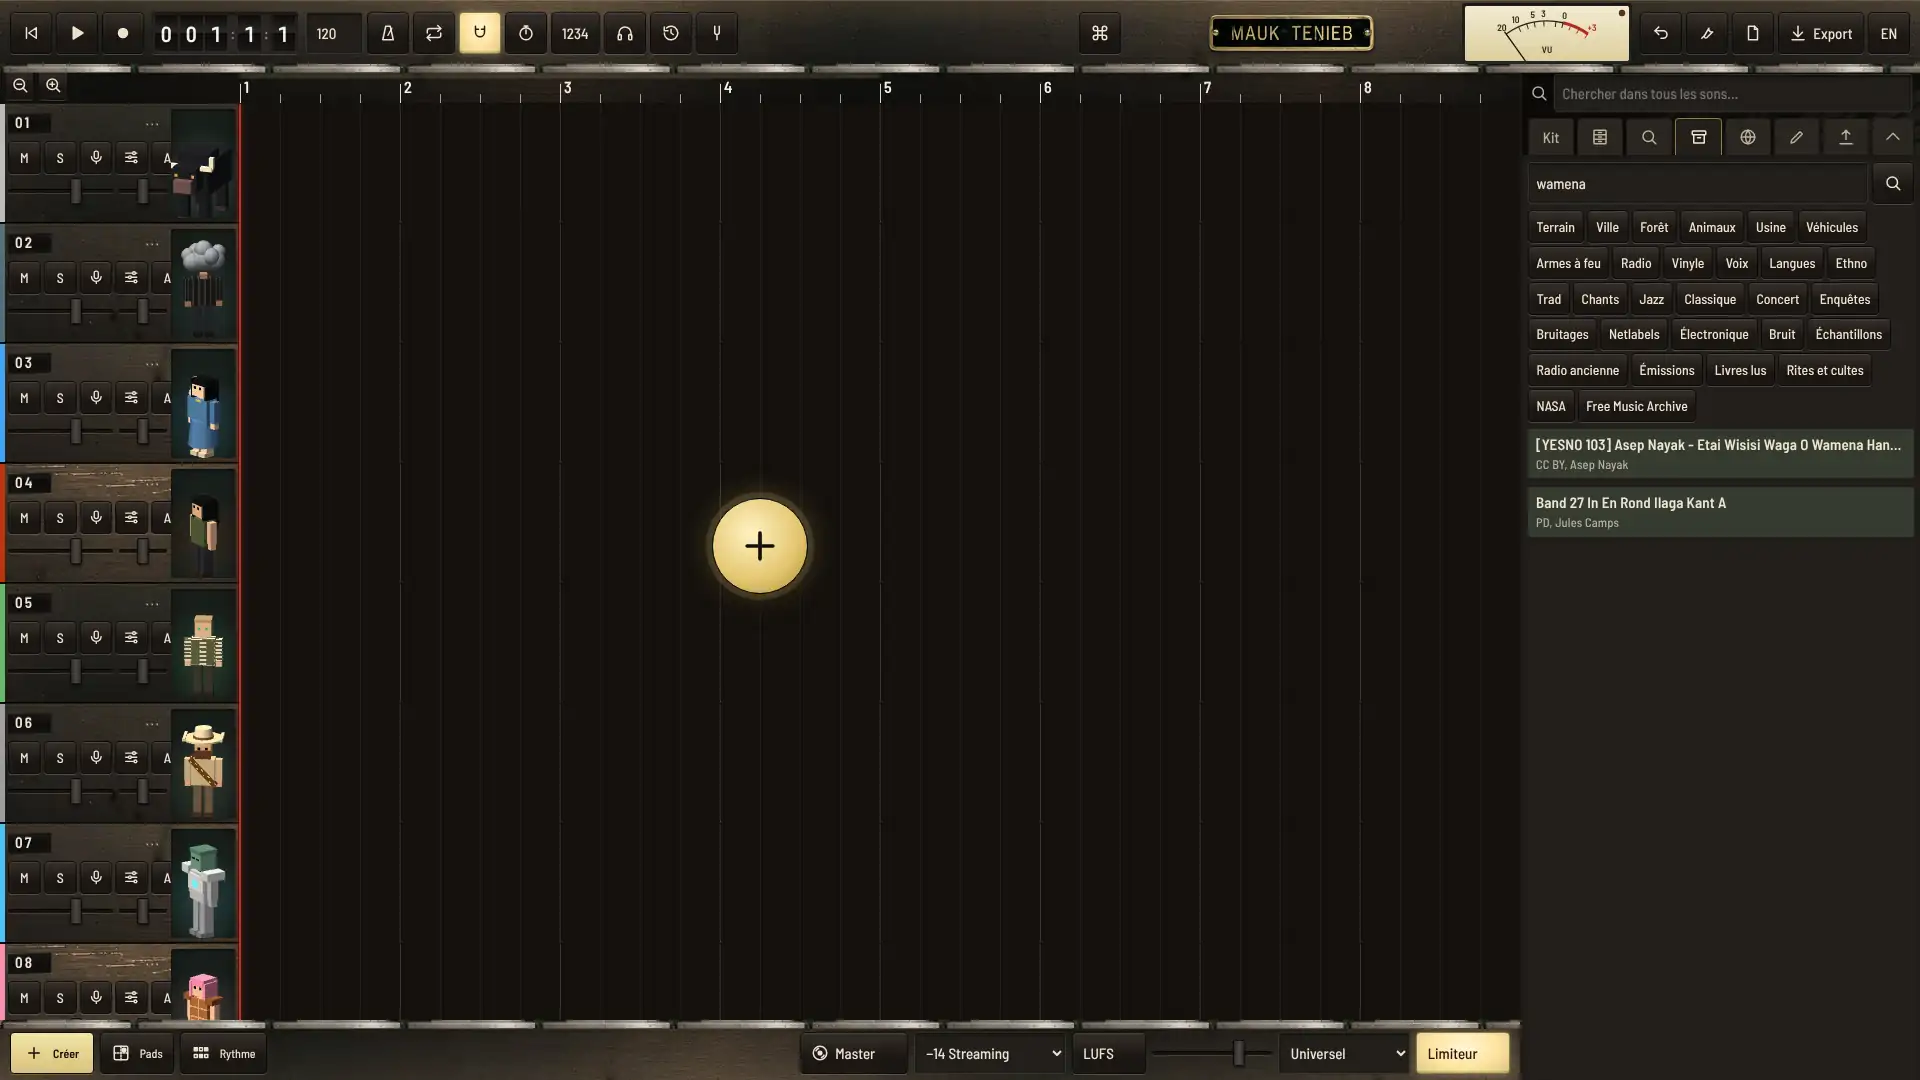 001:1:1
120
1234
MAUK TENIEB
20 10 5 3 0 +3
VU
Export
EN
1 2 3 4 5 6 7 8
Chercher dans tous les sons...
Kit
wamena
Terrain Ville Forêt Animaux Usine Véhicules
Armes à feu Radio Vinyle Voix Langues Ethno
Trad Chants Jazz Classique Concert Enquêtes
Bruitages Netlabels Électronique Bruit Échantillons
Radio ancienne Émissions Livres lus Rites et cultes
NASA Free Music Archive
[YESNO 103] Asep Nayak - Etai Wisisi Waga O Wamena Han...
CC BY, Asep Nayak
Band 27 In En Rond Ilaga Kant A
PD, Jules Camps
01
M S A
02
M S A
03
M S A
04
M S A
05
M S A
06
M S A
07
M S A
08
M S A
+ Créer Pads Rythme
Master −14 Streaming LUFS Universel Limiteur